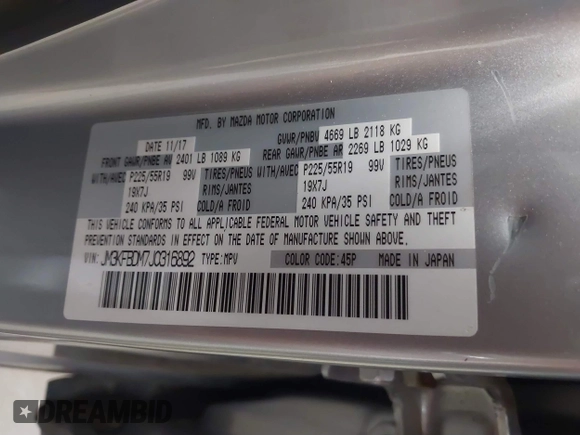 MFD. BY MAZDA MOTOR CORPORATION
DATE 11/17 GVWR/PNBV 4669 LB 2118 KG
FRONT GAWR/PNBE AV 2401 LB 1089 KG REAR GAWR/PNBE AR 2269 LB 1029 KG
WITH/AVEC P225/55R19 99V TIRES/PNEUS WITH/AVEC P225/55R19 99V TIRES/PNEUS
19X7J RIMS/JANTES 19X7J RIMS/JANTES
240 KPA/35 PSI COLD/A FROID 240 KPA/35 PSI COLD/A FROID
THIS VEHICLE CONFORMS TO ALL APPLICABLE FEDERAL MOTOR VEHICLE SAFETY AND THEFT
PREVENTION STANDARDS IN EFFECT ON THE DATE OF MANUFACTURE SHOWN ABOVE.
VIN: JM3KFBDM7J0316892 TYPE:MPV COLOR CODE:45P MADE IN JAPAN
DREAMBID